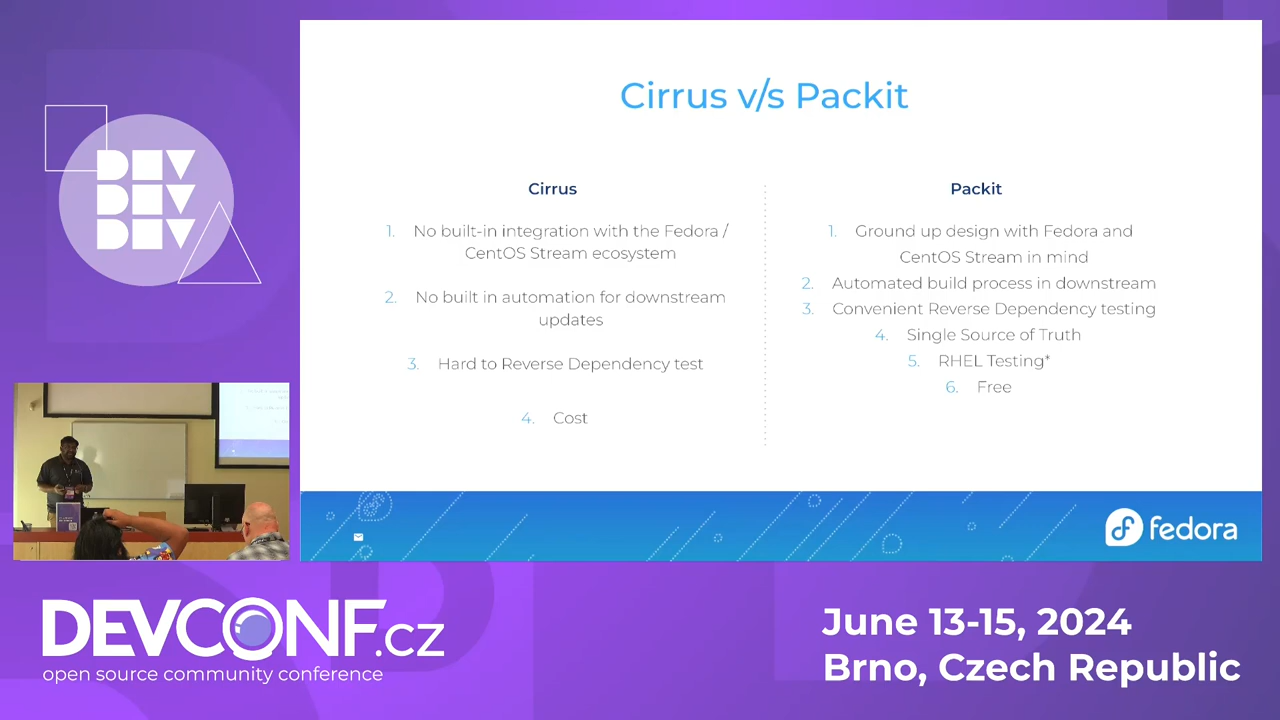 DEV
DEV
DEV
Cirrus v/s Packit
Cirrus
1. No built-in integration with the Fedora /
CentOS Stream ecosystem
2. No built in automation for downstream
updates
3. Hard to Reverse Dependency test
4. Cost
Packit
1. Ground up design with Fedora and
CentOS Stream in mind
2. Automated build process in downstream
3. Convenient Reverse Dependency testing
4. Single Source of Truth
5. RHEL Testing*
6. Free
fedora
DEVCONF.cz
open source community conference
June 13-15, 2024
Brno, Czech Republic